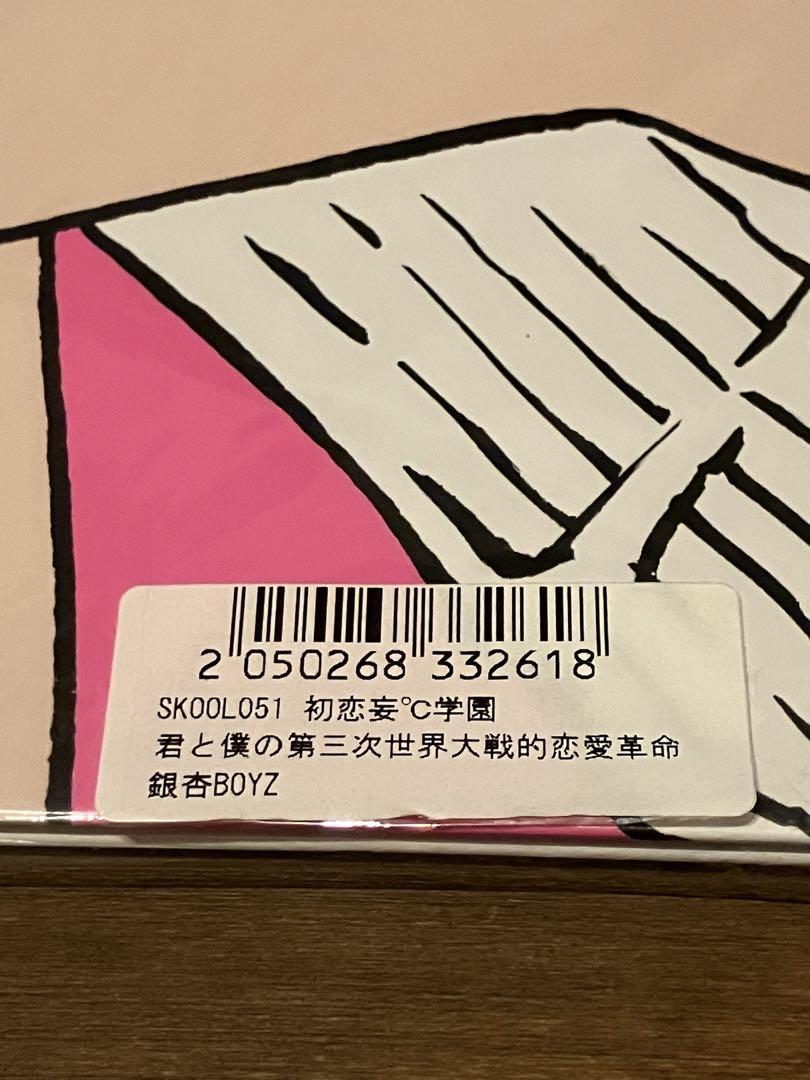 2 050268 332618
SKOOL051 初恋妄℃学園
君と僕の第三次世界大戦的恋愛革命
銀杏BOYZ